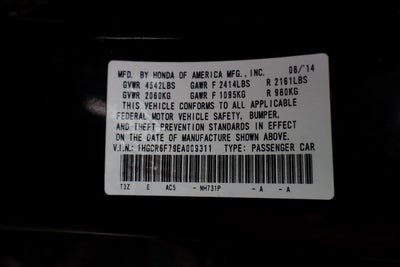 MFD. BY HONDA OF AMERICA MFG., INC. 06/'14
GVWR 4542LBS GAWR F 2414LBS R 2161LBS
GVWR 2060KG GAWR F 1095KG R 980KG
THIS VEHICLE CONFORMS TO ALL APPLICABLE
FEDERAL MOTOR VEHICLE SAFETY, BUMPER,
AND THEFT PREVENTION STANDARDS IN EFFECT
ON THE DATE OF MANUFACTURE SHOWN ABOVE.
V.I.N.: 1HGCR6F79EA009311 TYPE: PASSENGER CAR
T3Z E AC5 - NH731P - A - A